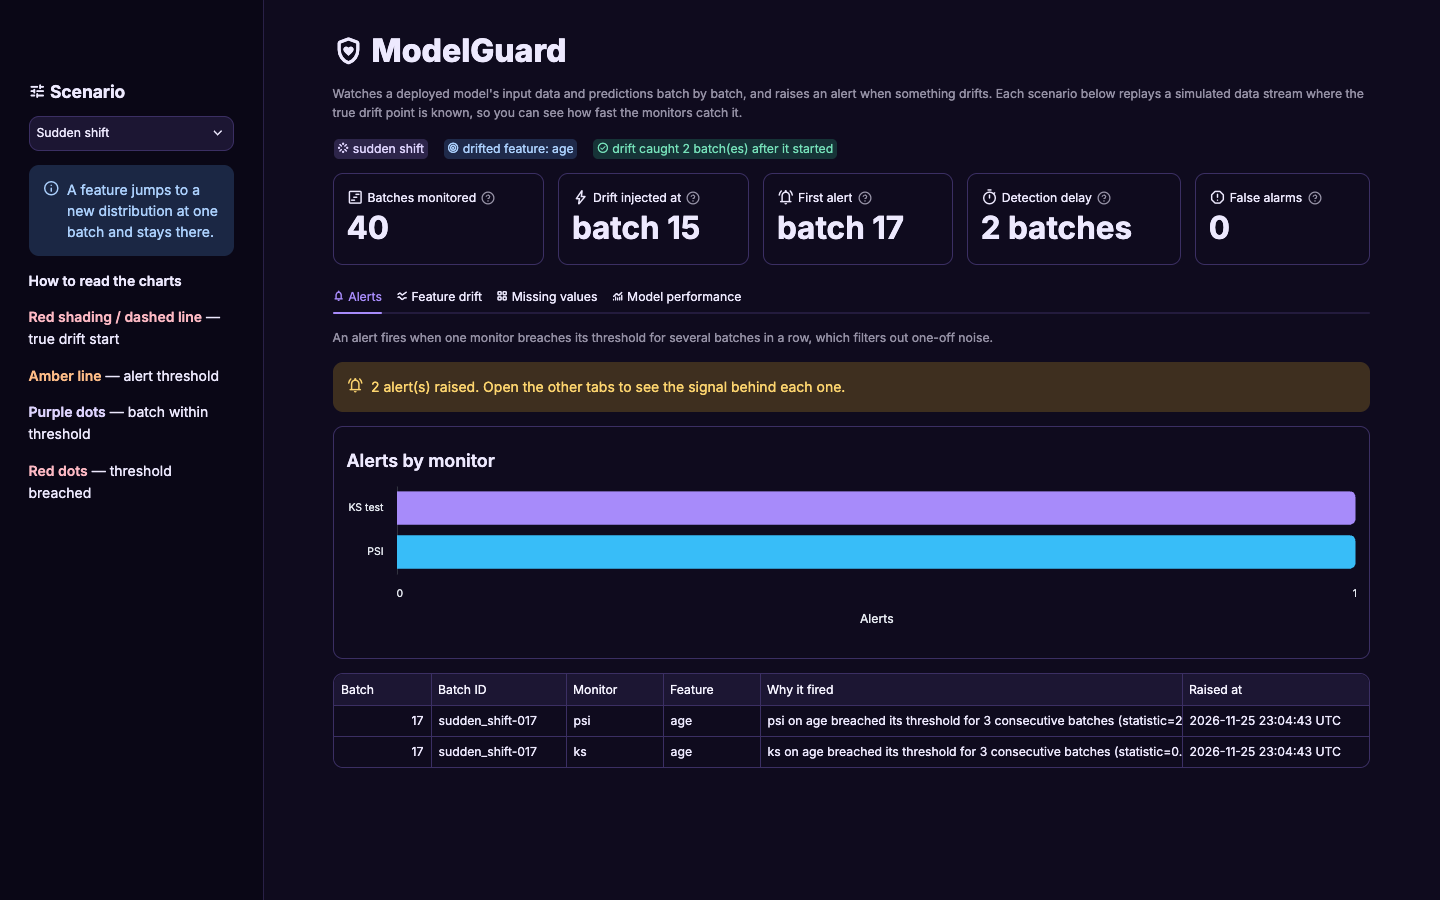 Scenario
Sudden shift
A feature jumps to a
new distribution at one
batch and stays there.
How to read the charts
Red shading / dashed line —
true drift start
Amber line — alert threshold
Purple dots — batch within
threshold
Red dots — threshold
breached
ModelGuard
Watches a deployed model's input data and predictions batch by batch, and raises an alert when something drifts. Each scenario below replays a simulated data stream where the
true drift point is known, so you can see how fast the monitors catch it.
sudden shift drifted feature: age drift caught 2 batch(es) after it started
Batches monitored
40
Drift injected at
batch 15
First alert
batch 17
Detection delay
2 batches
False alarms
0
Alerts Feature drift Missing values Model performance
An alert fires when one monitor breaches its threshold for several batches in a row, which filters out one-off noise.
2 alert(s) raised. Open the other tabs to see the signal behind each one.
Alerts by monitor
KS test
PSI
0 1
Alerts
Batch Batch ID Monitor Feature Why it fired Raised at
17 sudden_shift-017 psi age psi on age breached its threshold for 3 consecutive batches (statistic=2 2026-11-25 23:04:43 UTC
17 sudden_shift-017 ks age ks on age breached its threshold for 3 consecutive batches (statistic=0. 2026-11-25 23:04:43 UTC